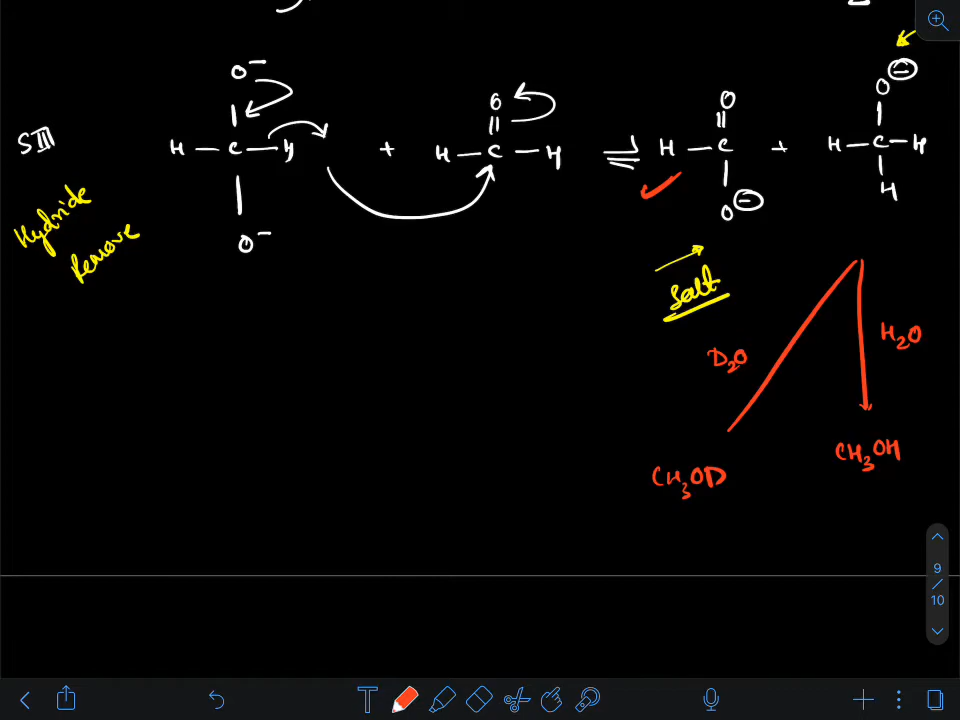 O⁻
SIII H — C — H + H — C — H ⇌ H — C + H — C — H
O
O
O⊖
O⁻
O⊖
H
Hydride
Remove
Salt
D₂O
H₂O
CH₃OD
CH₃OH
9
/
10
T